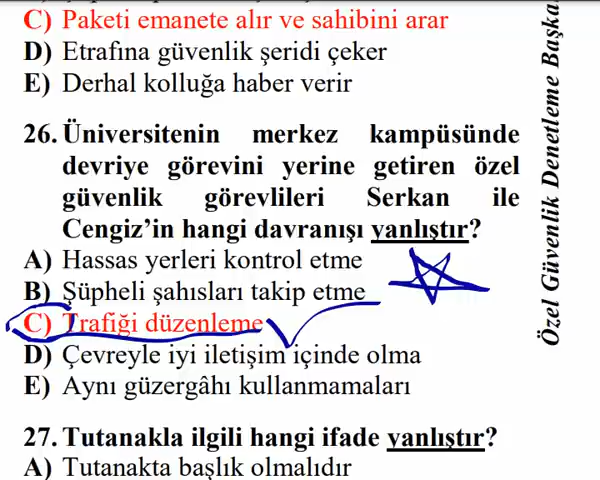 C) Paketi emanete alır ve sahibini arar
D) Etrafına güvenlik şeridi çeker
E) Derhal kolluğa haber verir
26. Üniversitenin merkez kampüsünde
devriye görevini yerine getiren özel
güvenlik görevlileri Serkan ile
Cengiz’in hangi davranışı yanlıştır?
A) Hassas yerleri kontrol etme
B) Şüpheli şahısları takip etme
C) Trafiği düzenleme
D) Çevreyle iyi iletişim içinde olma
E) Aynı güzergâhı kullanmamaları
27. Tutanakla ilgili hangi ifade yanlıştır?
A) Tutanakta başlık olmalıdır
Özel Güvenlik Denetleme Başka